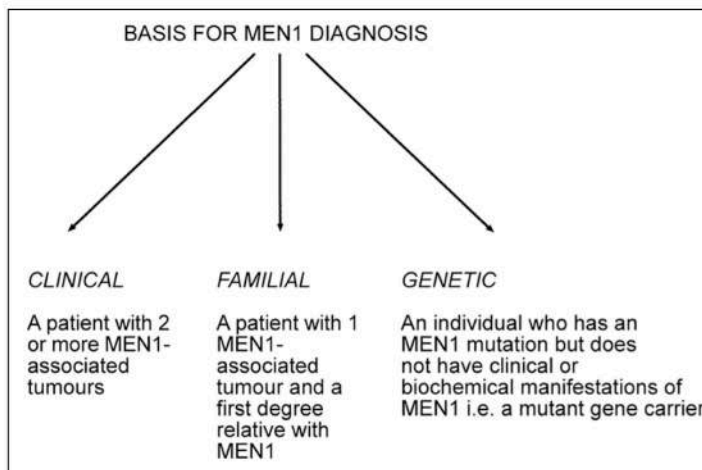 BASIS FOR MEN1 DIAGNOSIS
CLINICAL
A patient with 2
or more MEN1-
associated
tumours
FAMILIAL
A patient with 1
MEN1-
associated
tumour and a
first degree
relative with
MEN1
GENETIC
An individual who has an
MEN1 mutation but does
not have clinical or
biochemical manifestations of
MEN1 i.e. a mutant gene carrier